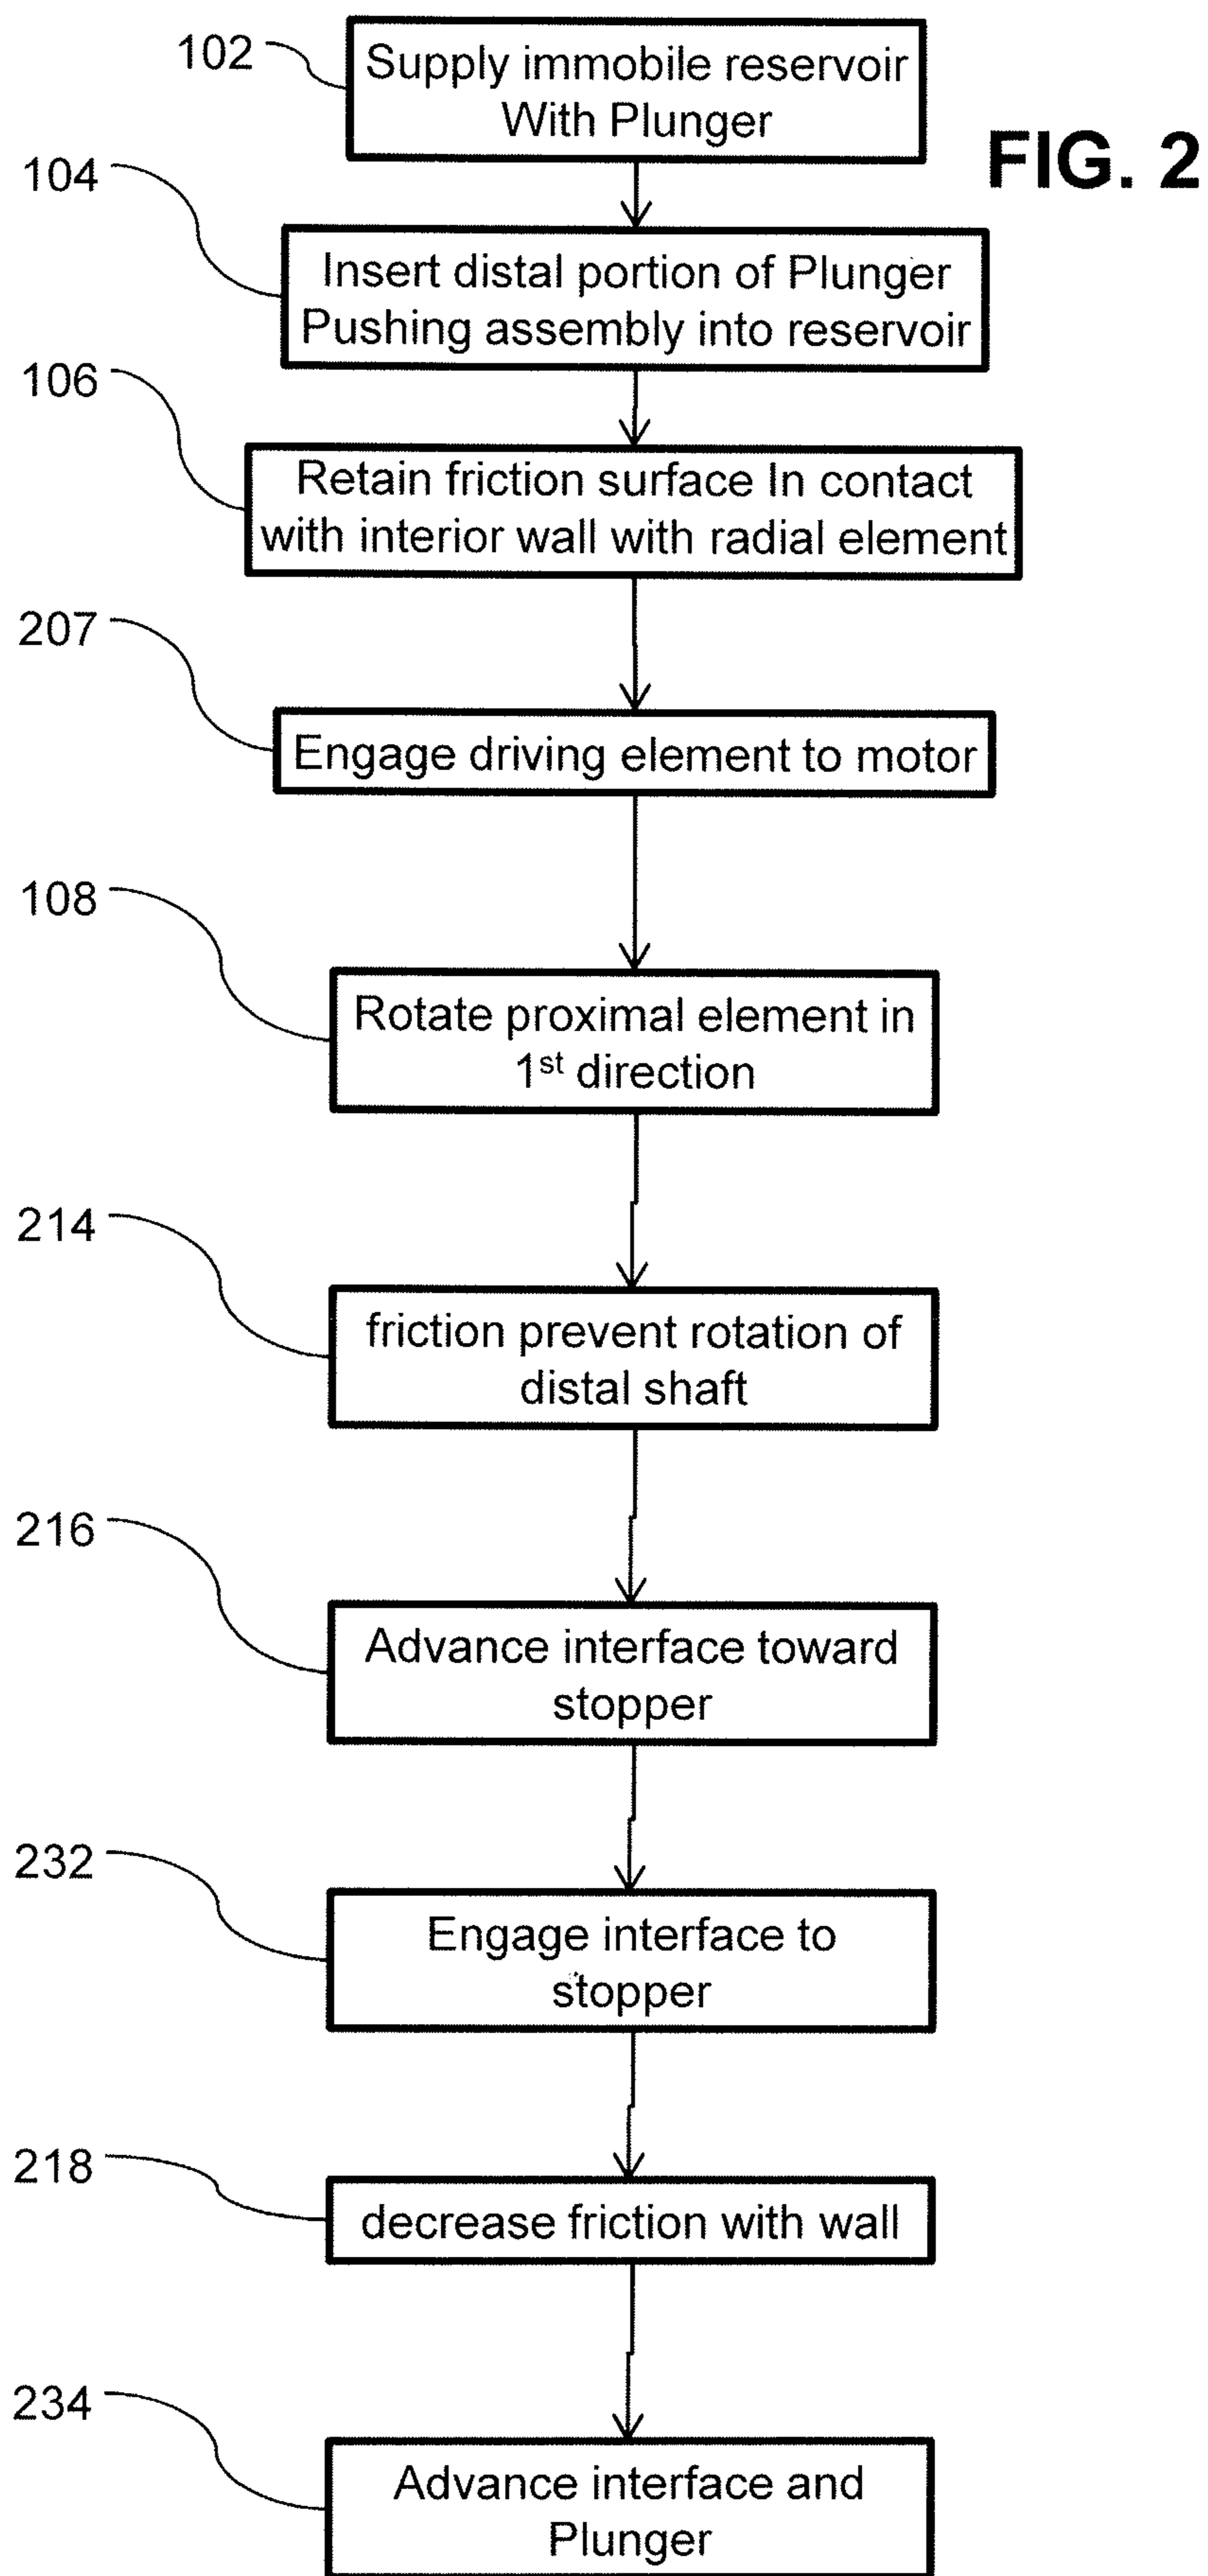 102
Supply immobile reservoir
With Plunger
FIG. 2
104
Insert distal portion of Plunger
Pushing assembly into reservoir
106
Retain friction surface In contact
with interior wall with radial element
207
Engage driving element to motor
108
Rotate proximal element in
1st direction
214
friction prevent rotation of
distal shaft
216
Advance interface toward
stopper
232
Engage interface to
stopper
218
decrease friction with wall
234
Advance interface and
Plunger